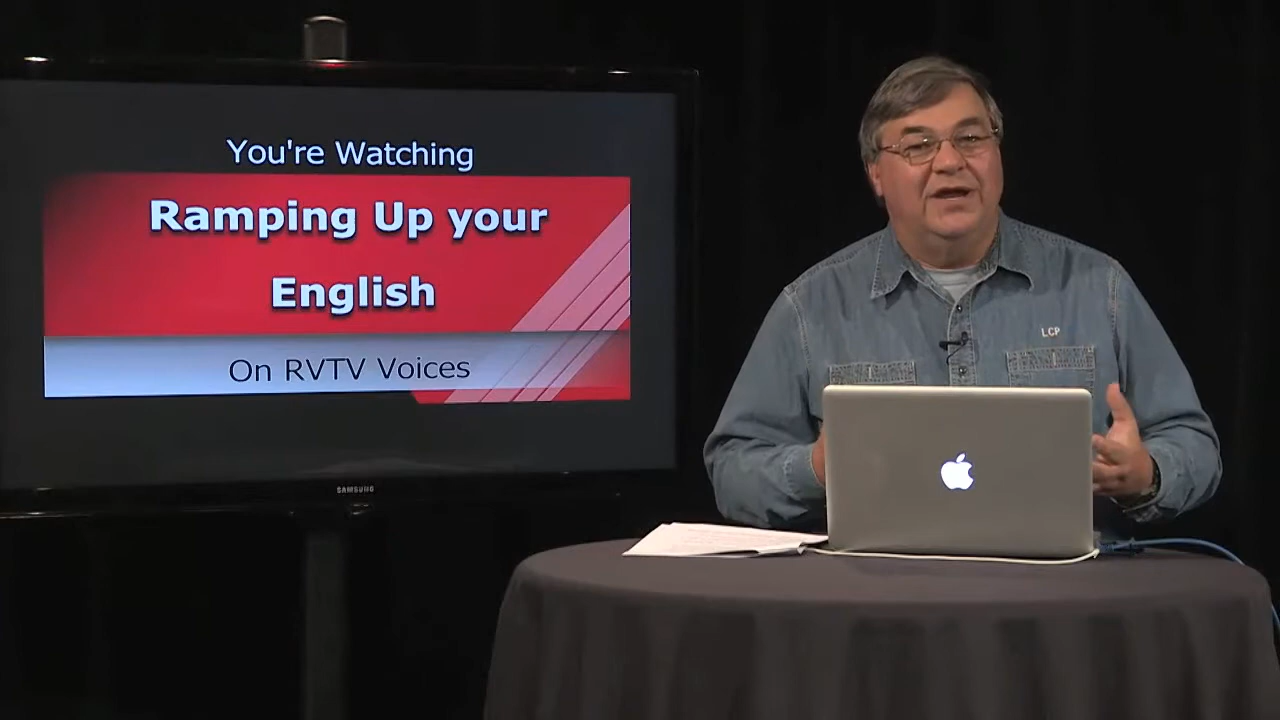 You're Watching
Ramping Up your
English
On RVTV Voices
SAMSUNG
LCP